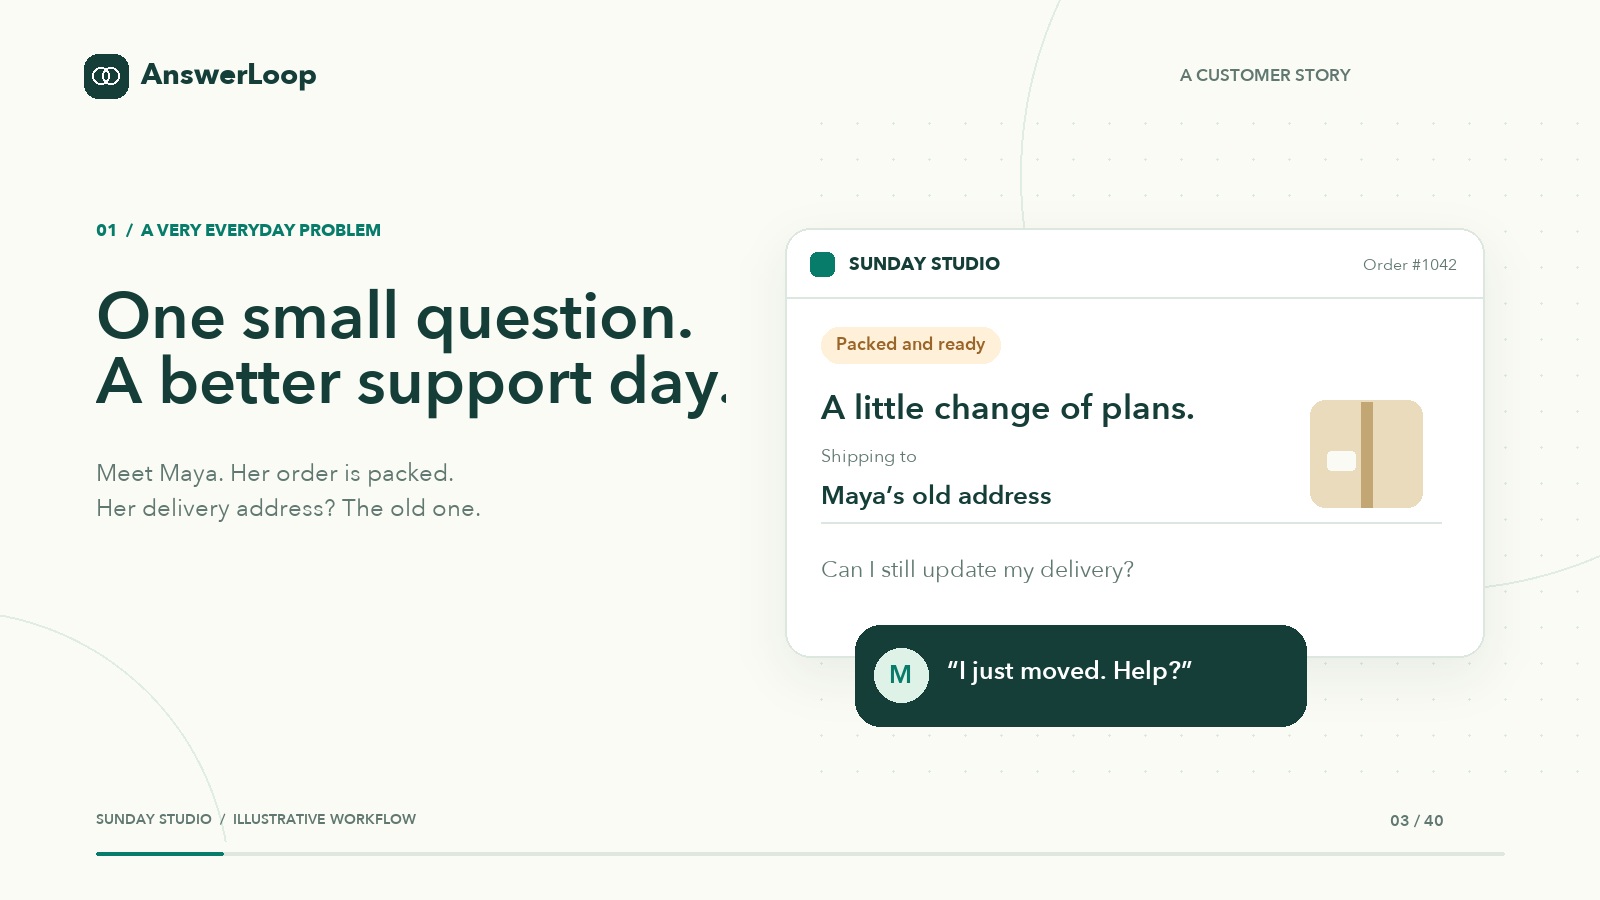 AnswerLoop
A CUSTOMER STORY
01 / A VERY EVERYDAY PROBLEM
One small question.
A better support day.
Meet Maya. Her order is packed.
Her delivery address? The old one.
SUNDAY STUDIO
Order #1042
Packed and ready
A little change of plans.
Shipping to
Maya’s old address
Can I still update my delivery?
M
“I just moved. Help?”
SUNDAY STUDIO / ILLUSTRATIVE WORKFLOW
03 / 40